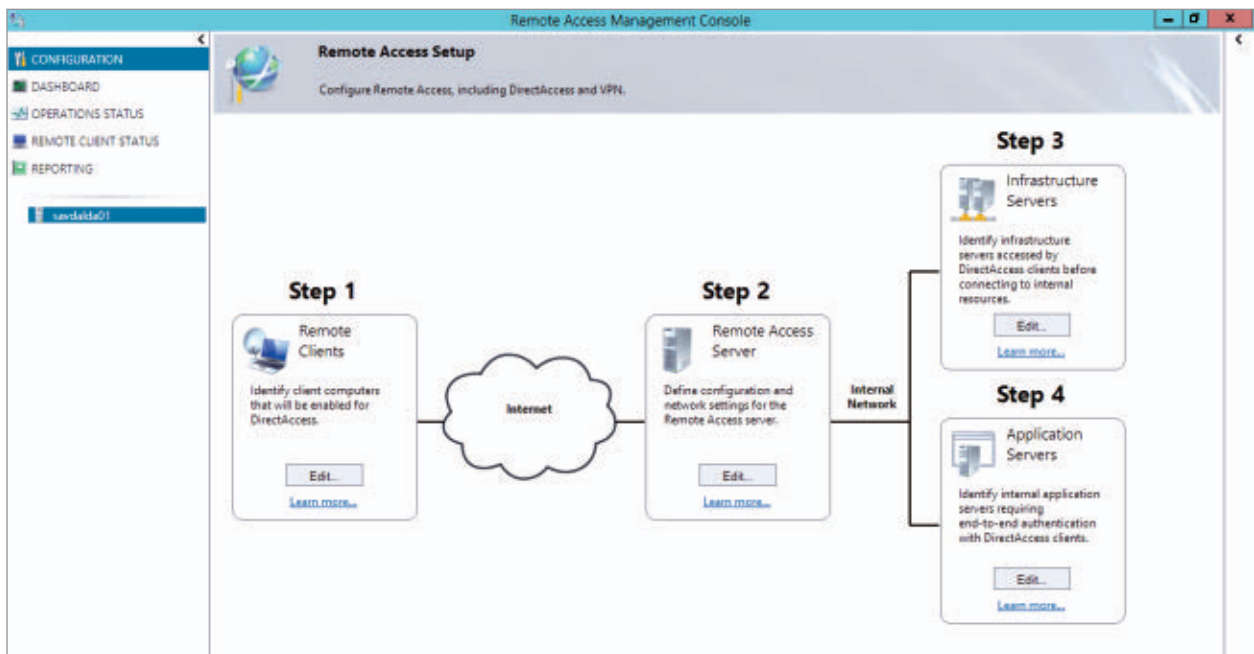 Remote Access Management Console
CONFIGURATION
DASHBOARD
OPERATIONS STATUS
REMOTE CLIENT STATUS
REPORTING
savdalda01
Remote Access Setup
Configure Remote Access, including DirectAccess and VPN.
Step 1
Remote
Clients
Identify client computers
that will be enabled for
DirectAccess.
Edit...
Learn more...
Internet
Step 2
Remote Access
Server
Define configuration and
network settings for the
Remote Access server.
Edit...
Learn more...
Internal
Network
Step 3
Infrastructure
Servers
Identify infrastructure
servers accessed by
DirectAccess clients before
connecting to internal
resources.
Edit...
Learn more...
Step 4
Application
Servers
Identify internal application
servers requiring
end-to-end authentication
with DirectAccess clients.
Edit...
Learn more...